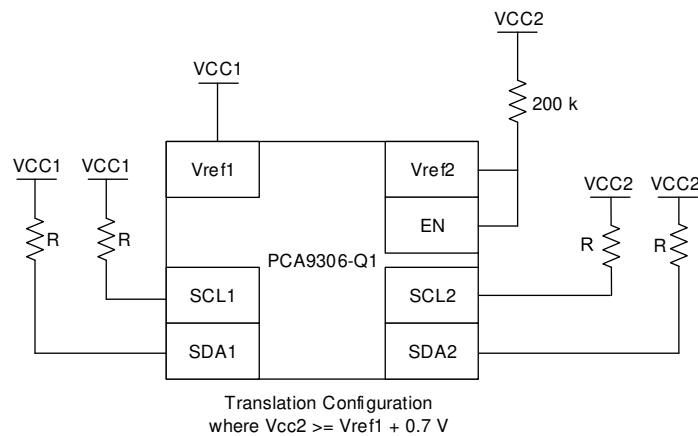 VCC2
VCC1
200 k
VCC1 VCC1
Vref1 Vref2
VCC2 VCC2
EN
R R
PCA9306-Q1
R R
SCL1 SCL2
SDA1 SDA2
Translation Configuration
where Vcc2 >= Vref1 + 0.7 V